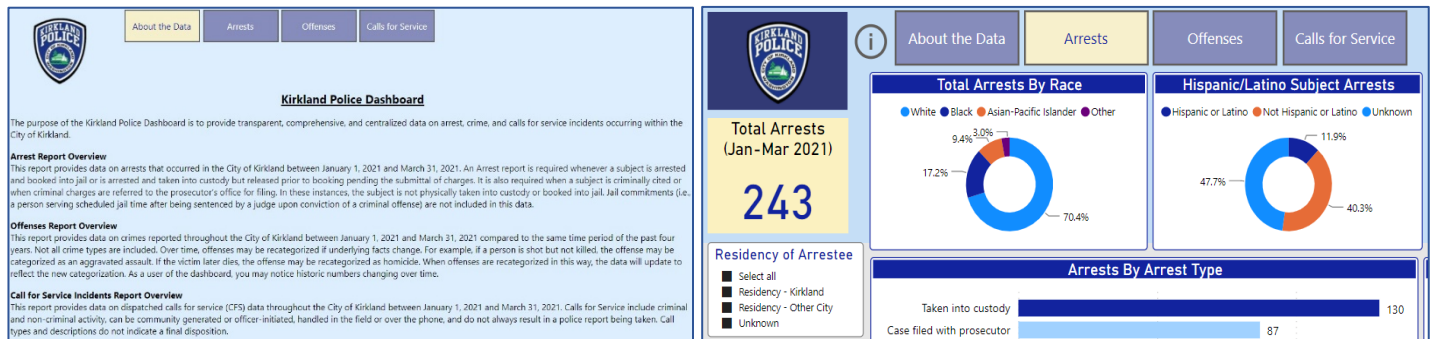 KIRKLAND
POLICE
About the Data
Arrests
Offenses
Calls for Service
Kirkland Police Dashboard
The purpose of the Kirkland Police Dashboard is to provide transparent, comprehensive, and centralized data on arrest, crime, and calls for service incidents occurring within the
City of Kirkland.
Arrest Report Overview
This report provides data on arrests that occurred in the City of Kirkland between January 1, 2021 and March 31, 2021. An Arrest report is required whenever a subject is arrested
and booked into jail or is arrested and taken into custody but released prior to booking pending the submittal of charges. It is also required when a subject is criminally cited or
when criminal charges are referred to the prosecutor's office for filing. In these instances, the subject is not physically taken into custody or booked into jail. Jail commitments (i.e.,
a person serving scheduled jail time after being sentenced by a judge upon conviction of a criminal offense) are not included in this data.
Offenses Report Overview
This report provides data on crimes reported throughout the City of Kirkland between January 1, 2021 and March 31, 2021 compared to the same time period of the past four
years. Not all crime types are included. Over time, offenses may be recategorized if underlying facts change. For example, if a person is shot but not killed, the offense may be
categorized as an aggravated assault. If the victim later dies, the offense may be recategorized as homicide. When offenses are recategorized in this way, the data will update to
reflect the new categorization. As a user of the dashboard, you may notice historic numbers changing over time.
Call for Service Incidents Report Overview
This report provides data on dispatched calls for service (CFS) data throughout the City of Kirkland between January 1, 2021 and March 31, 2021. Calls for Service include criminal
and non-criminal activity, can be community generated or officer-initiated, handled in the field or over the phone, and do not always result in a police report being taken. Call
types and descriptions do not indicate a final disposition.
KIRKLAND
POLICE
i
About the Data
Arrests
Offenses
Calls for Service
Total Arrests
(Jan-Mar 2021)
243
Residency of Arrestee
Select all
Residency - Kirkland
Residency - Other City
Unknown
Total Arrests By Race
White Black Asian-Pacific Islander Other
9.4%
3.0%
17.2%
70.4%
Hispanic/Latino Subject Arrests
Hispanic or Latino Not Hispanic or Latino Unknown
11.9%
47.7%
40.3%
Arrests By Arrest Type
Taken into custody 130
Case filed with prosecutor 87